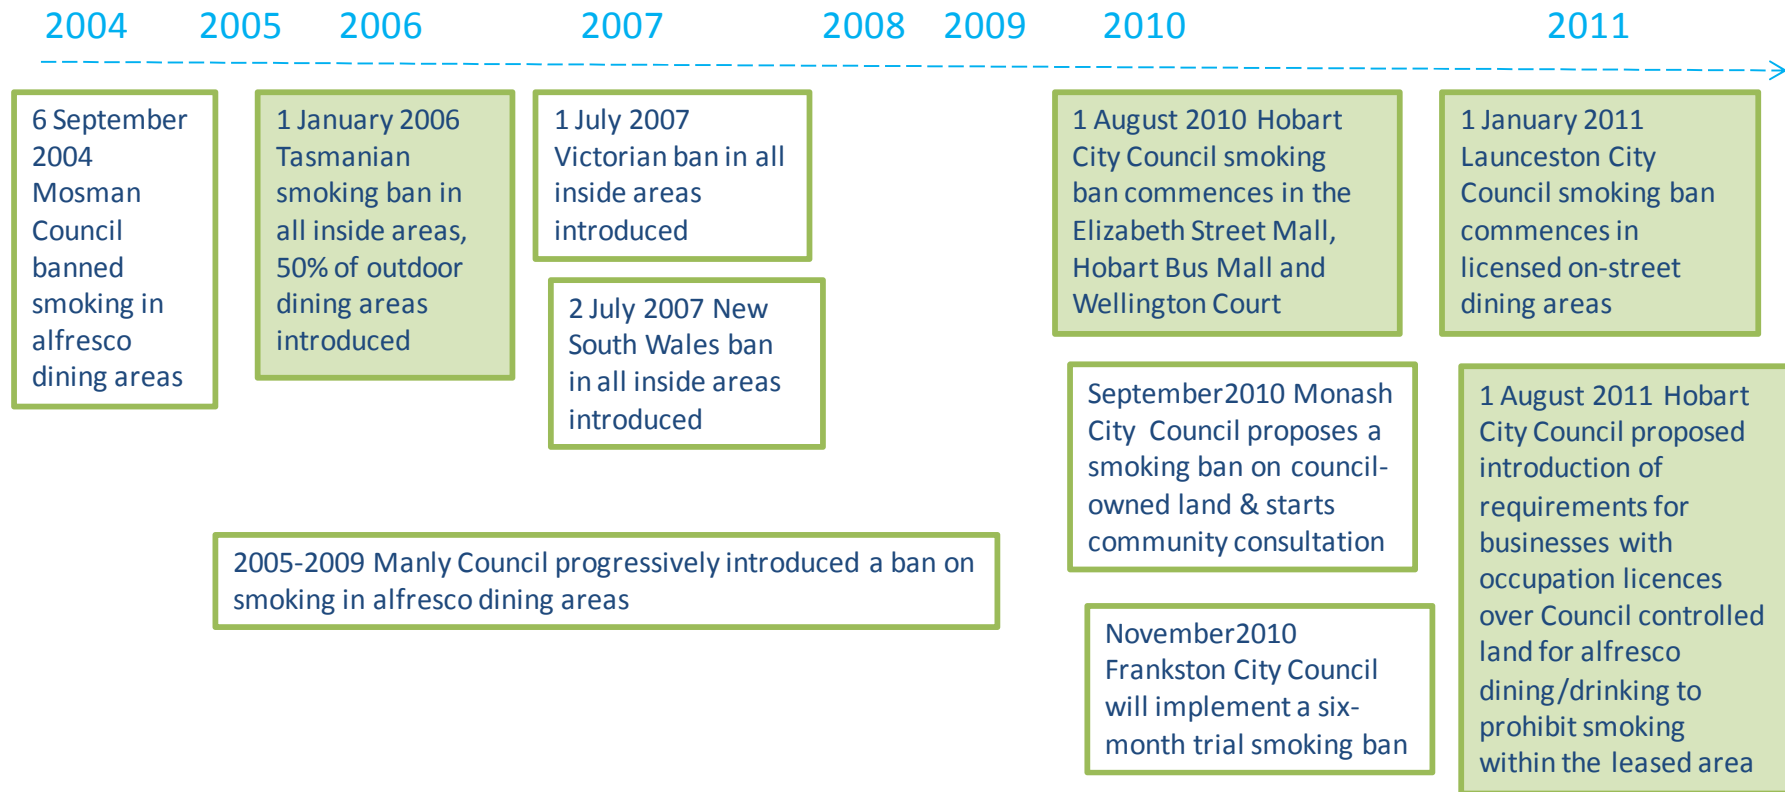 2004 2005 2006 2007 2008 2009 2010 2011
6 September
2004
Mosman
Council
banned
smoking in
alfresco
dining areas
1 January 2006
Tasmanian
smoking ban in
all inside areas,
50% of outdoor
dining areas
introduced
1 July 2007
Victorian ban in all
inside areas
introduced
2 July 2007 New
South Wales ban
in all inside areas
introduced
2005-2009 Manly Council progressively introduced a ban on
smoking in alfresco dining areas
1 August 2010 Hobart
City Council smoking
ban commences in the
Elizabeth Street Mall,
Hobart Bus Mall and
Wellington Court
September2010 Monash
City Council proposes a
smoking ban on council-
owned land & starts
community consultation
November2010
Frankston City Council
will implement a six-
month trial smoking ban
1 January 2011
Launceston City
Council smoking ban
commences in
licensed on-street
dining areas
1 August 2011 Hobart
City Council proposed
introduction of
requirements for
businesses with
occupation licences
over Council controlled
land for alfresco
dining/drinking to
prohibit smoking
within the leased area